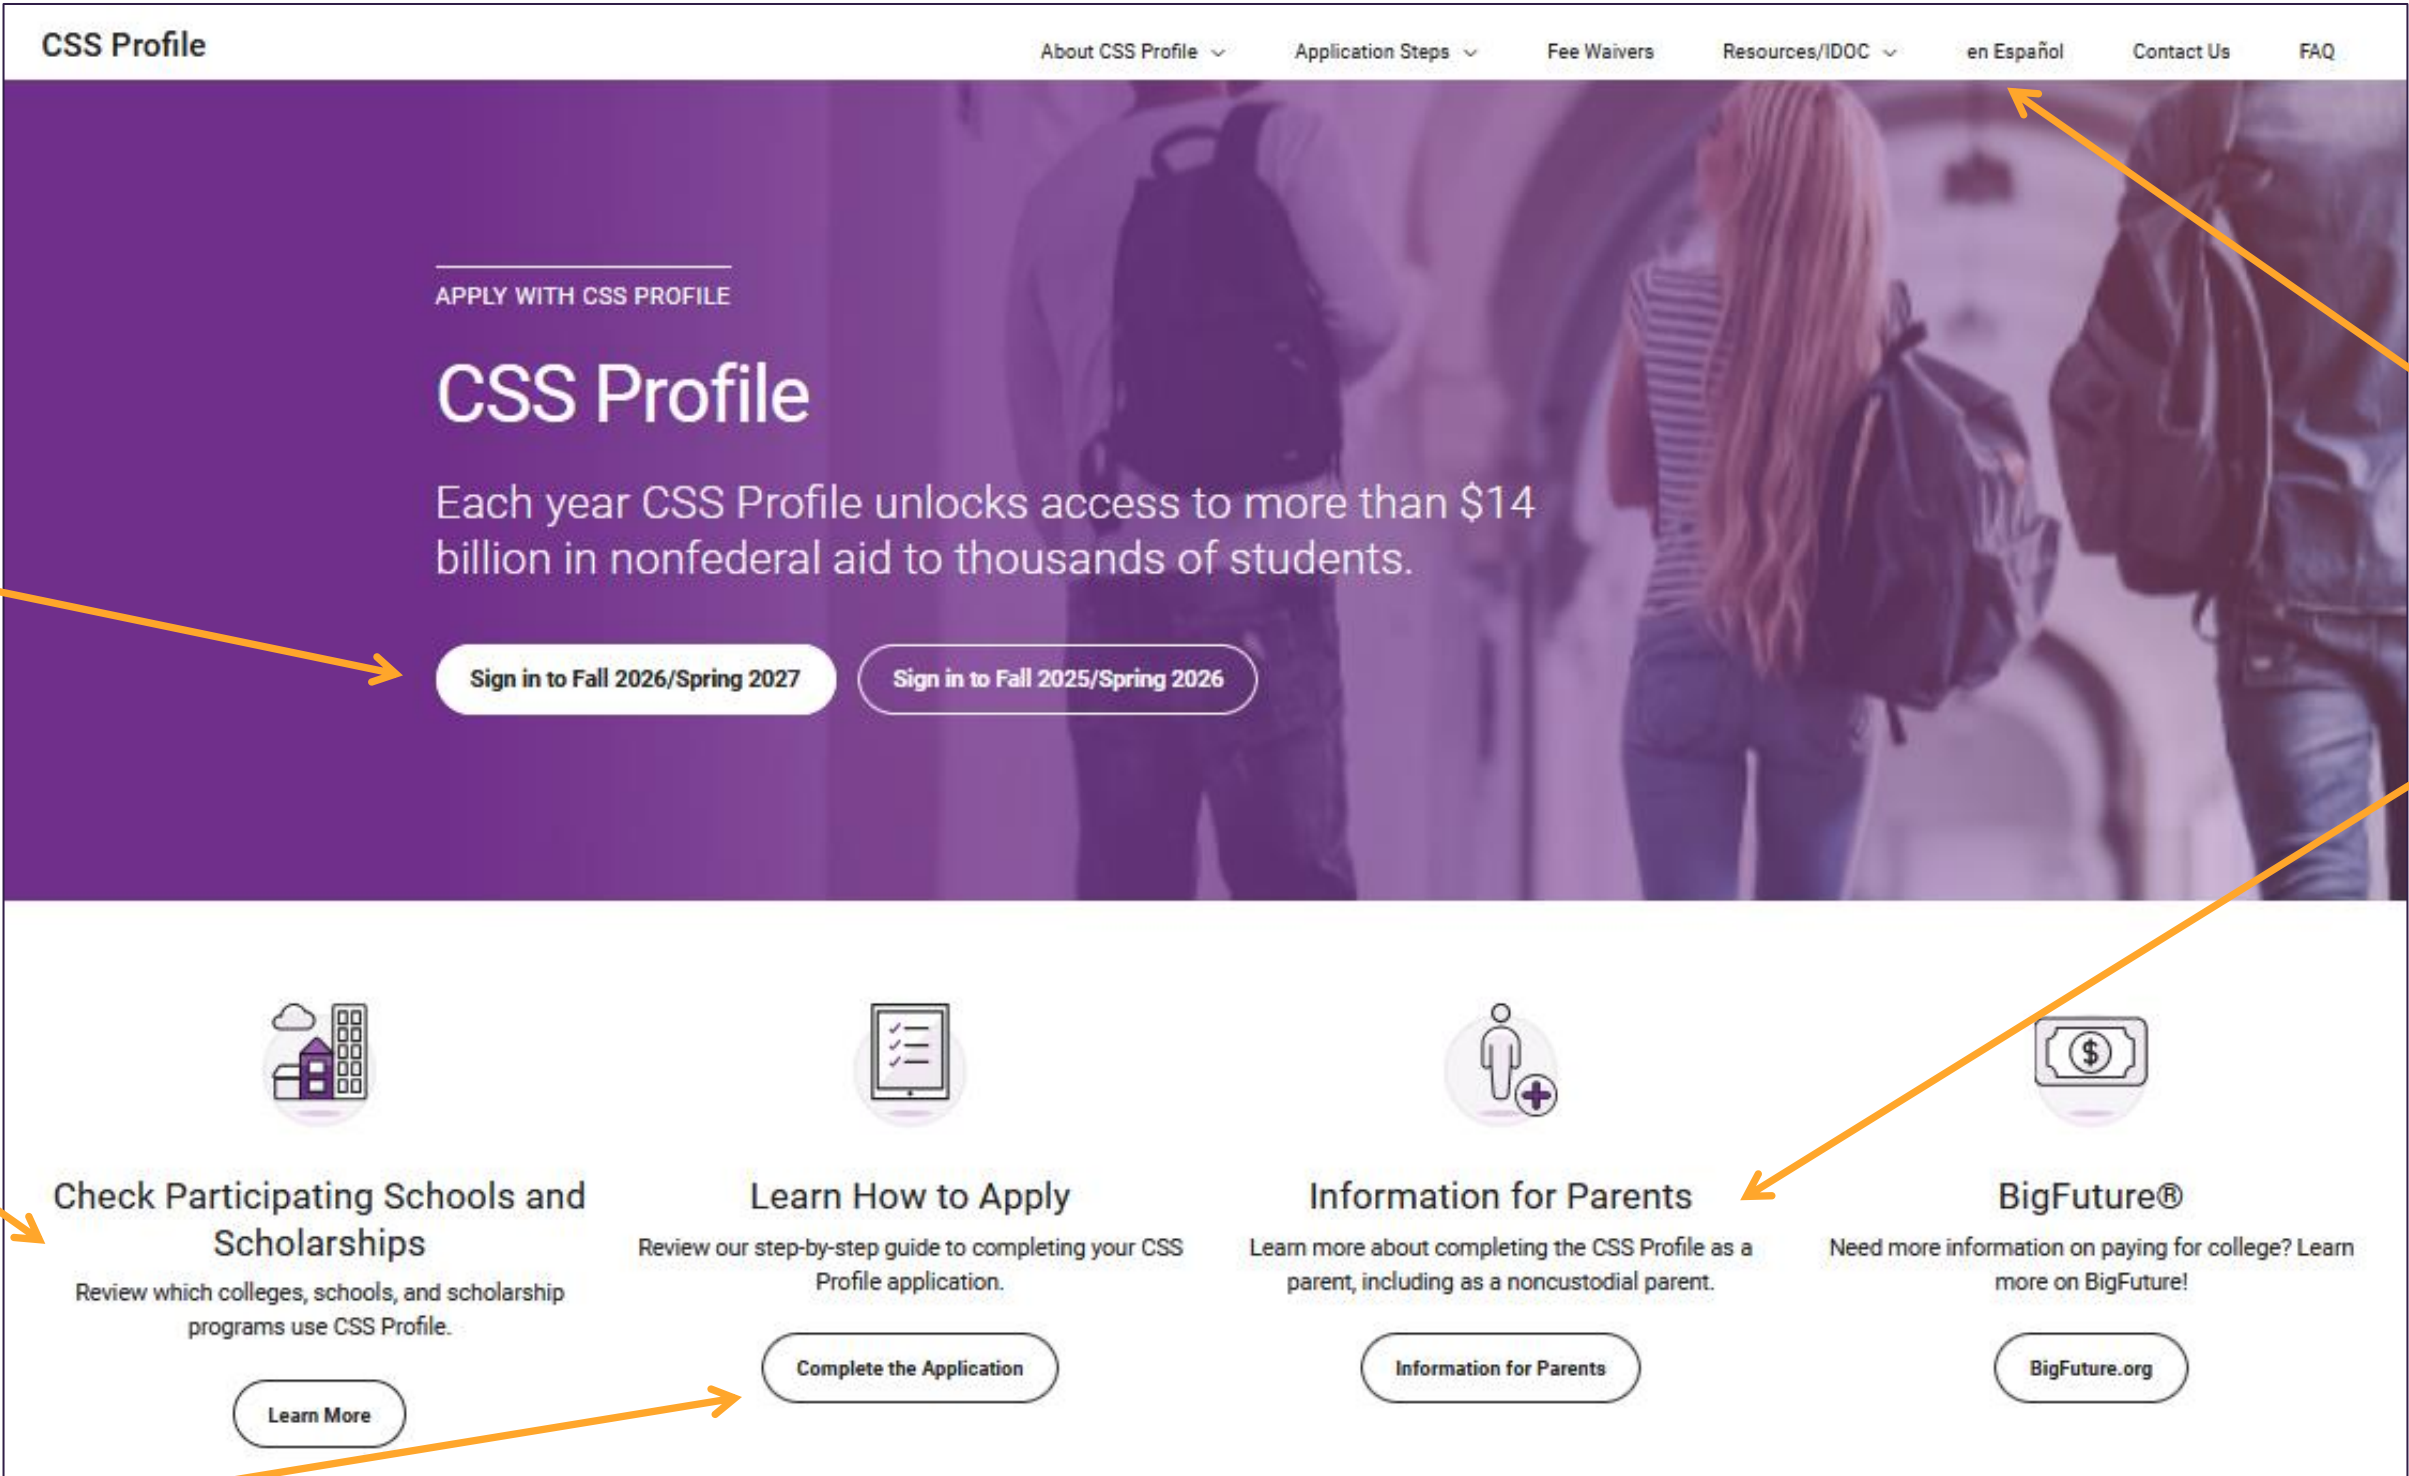 CSS Profile
About CSS Profile
Application Steps
Fee Waivers
Resources/IDOC
en Español
Contact Us
FAQ
APPLY WITH CSS PROFILE
CSS Profile
Each year CSS Profile unlocks access to more than $14
billion in nonfederal aid to thousands of students.
Sign in to Fall 2026/Spring 2027
Sign in to Fall 2025/Spring 2026
Check Participating Schools and
Scholarships
Review which colleges, schools, and scholarship
programs use CSS Profile.
Learn More
Learn How to Apply
Review our step-by-step guide to completing your CSS
Profile application.
Complete the Application
Information for Parents
Learn more about completing the CSS Profile as a
parent, including as a noncustodial parent.
Information for Parents
BigFuture®
Need more information on paying for college? Learn
more on BigFuture!
BigFuture.org